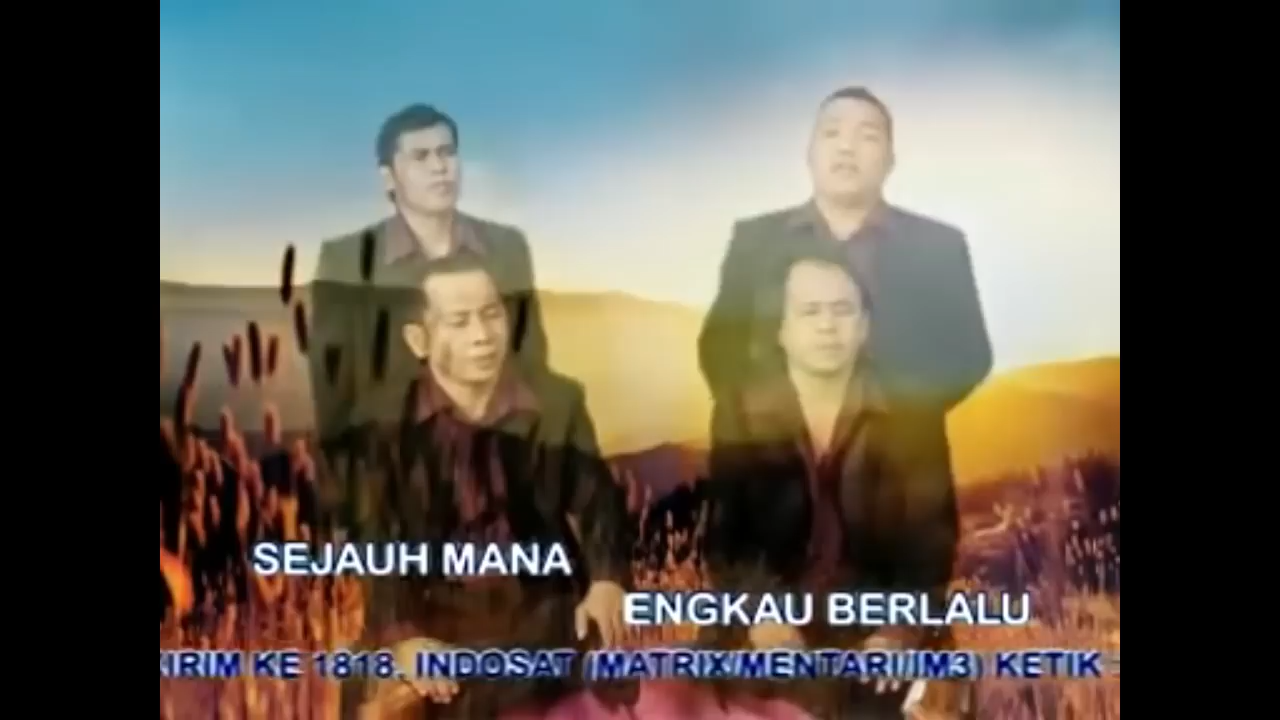 SEJAUH MANA
ENGKAU BERLALU
KIRIM KE 1818, INDOSAT (MATRIX/MENTARI/IM3) KETIK